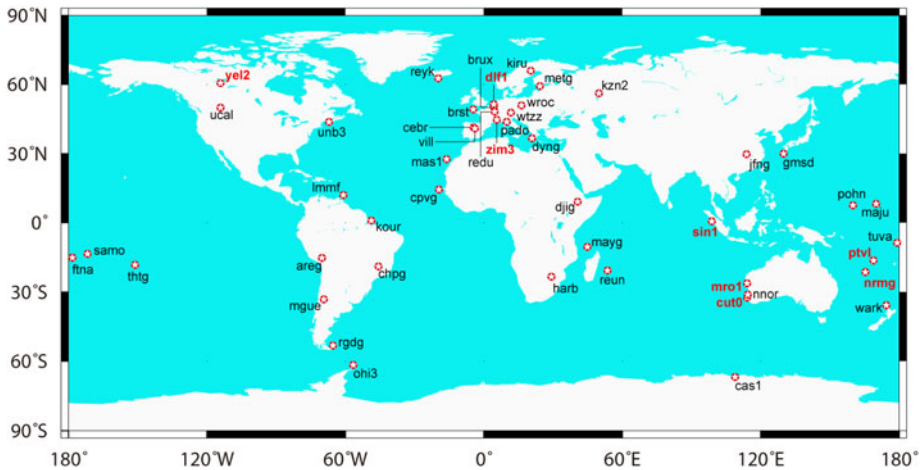 90˚N
brux
kiru
reyk
yel2
dlf1
metg
60˚N
kzn2
ucal
brst
wroc
wtzz
unb3
cebr
pado
vill
dyng
30˚N
zim3
mas1
redu
jfng
gmsd
lmmf
cpvg
djig
pohn
maju
0˚
kour
sin1
tuva
samo
mayg
ptvl
ftna
thtg
areg
chpg
reun
nrmg
harb
mro1
nnor
30˚S
mgue
cut0
wark
rgdg
60˚S
ohi3
cas1
90˚S
180˚ 120˚W 60˚W 0˚ 60˚E 120˚E 180˚